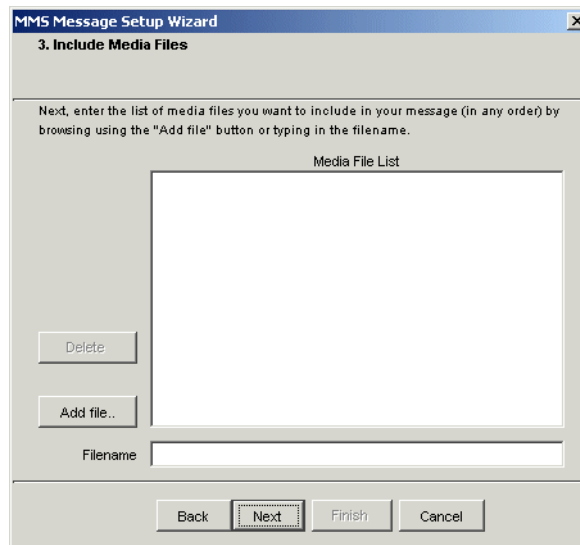 MMS Message Setup Wizard
3. Include Media Files
Next, enter the list of media files you want to include in your message (in any order) by
browsing using the "Add file" button or typing in the filename.
Media File List
Delete
Add file..
Filename
Back Next Finish Cancel